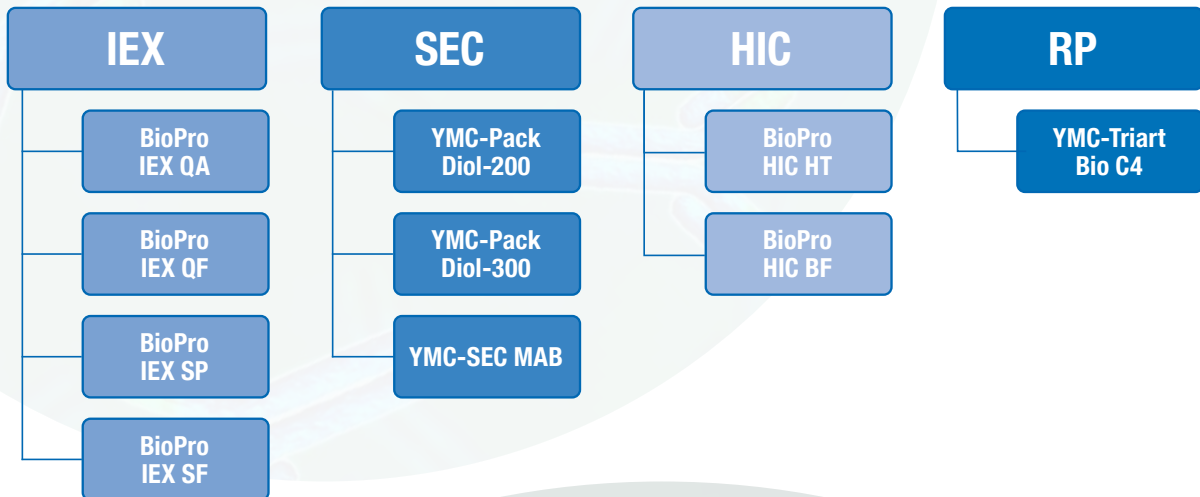 IEX
BioPro
IEX QA
BioPro
IEX QF
BioPro
IEX SP
BioPro
IEX SF
SEC
YMC-Pack
Diol-200
YMC-Pack
Diol-300
YMC-SEC MAB
HIC
BioPro
HIC HT
BioPro
HIC BF
RP
YMC-Triart
Bio C4